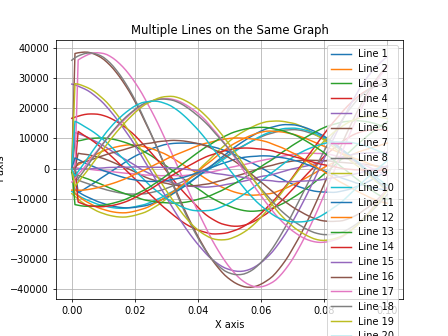 Multiple Lines on the Same Graph
40000
30000
20000
10000
0
−10000
−20000
−30000
−40000
0.00
0.02
0.04
0.06
0.08
X axis
Line 1
Line 2
Line 3
Line 4
Line 5
Line 6
Line 7
Line 8
Line 9
Line 10
Line 11
Line 12
Line 13
Line 14
Line 15
Line 16
Line 17
Line 18
Line 19